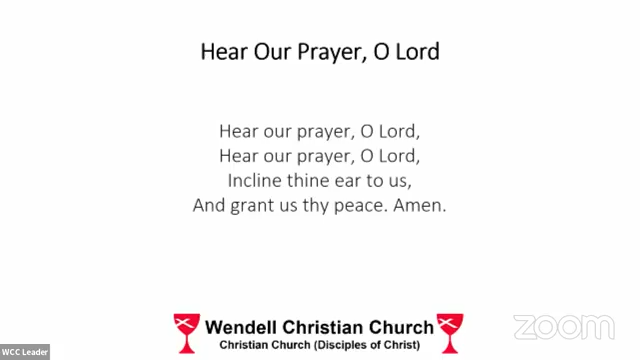 Hear Our Prayer, O Lord
Hear our prayer, O Lord,
Hear our prayer, O Lord,
Incline thine ear to us,
And grant us thy peace. Amen.
Wendell Christian Church
Christian Church (Disciples of Christ)
zoom
WCC Leader